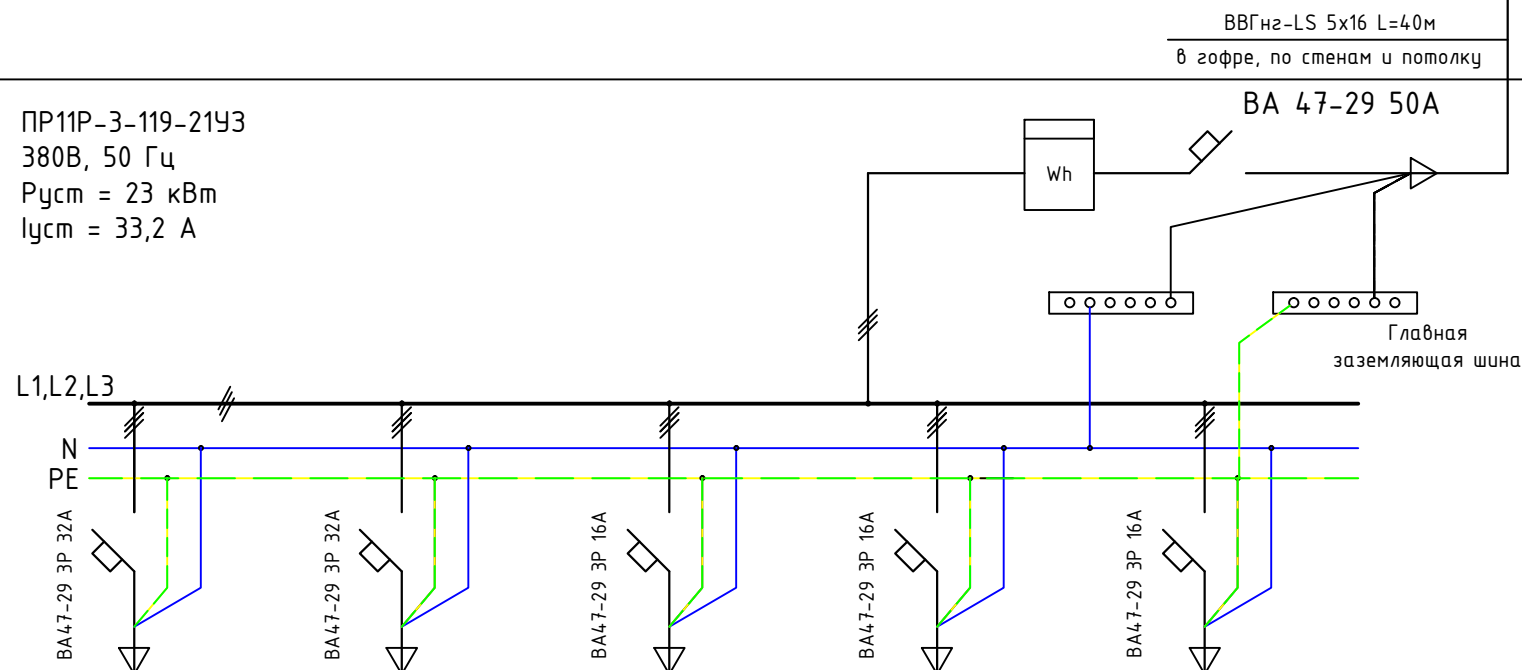 ВВГнг-LS 5х16 L=40м
в гофре, по стенам и потолку
ПР11Р-3-119-21У3
380В, 50 Гц
Руст = 23 кВт
Iуст = 33,2 А
ВА 47-29 50А
Wh
Главная
заземляющая шина
L1,L2,L3
N
PE
ВА47-29 3Р 32А
ВА47-29 3Р 32А
ВА47-29 3Р 16А
ВА47-29 3Р 16А
ВА47-29 3Р 16А